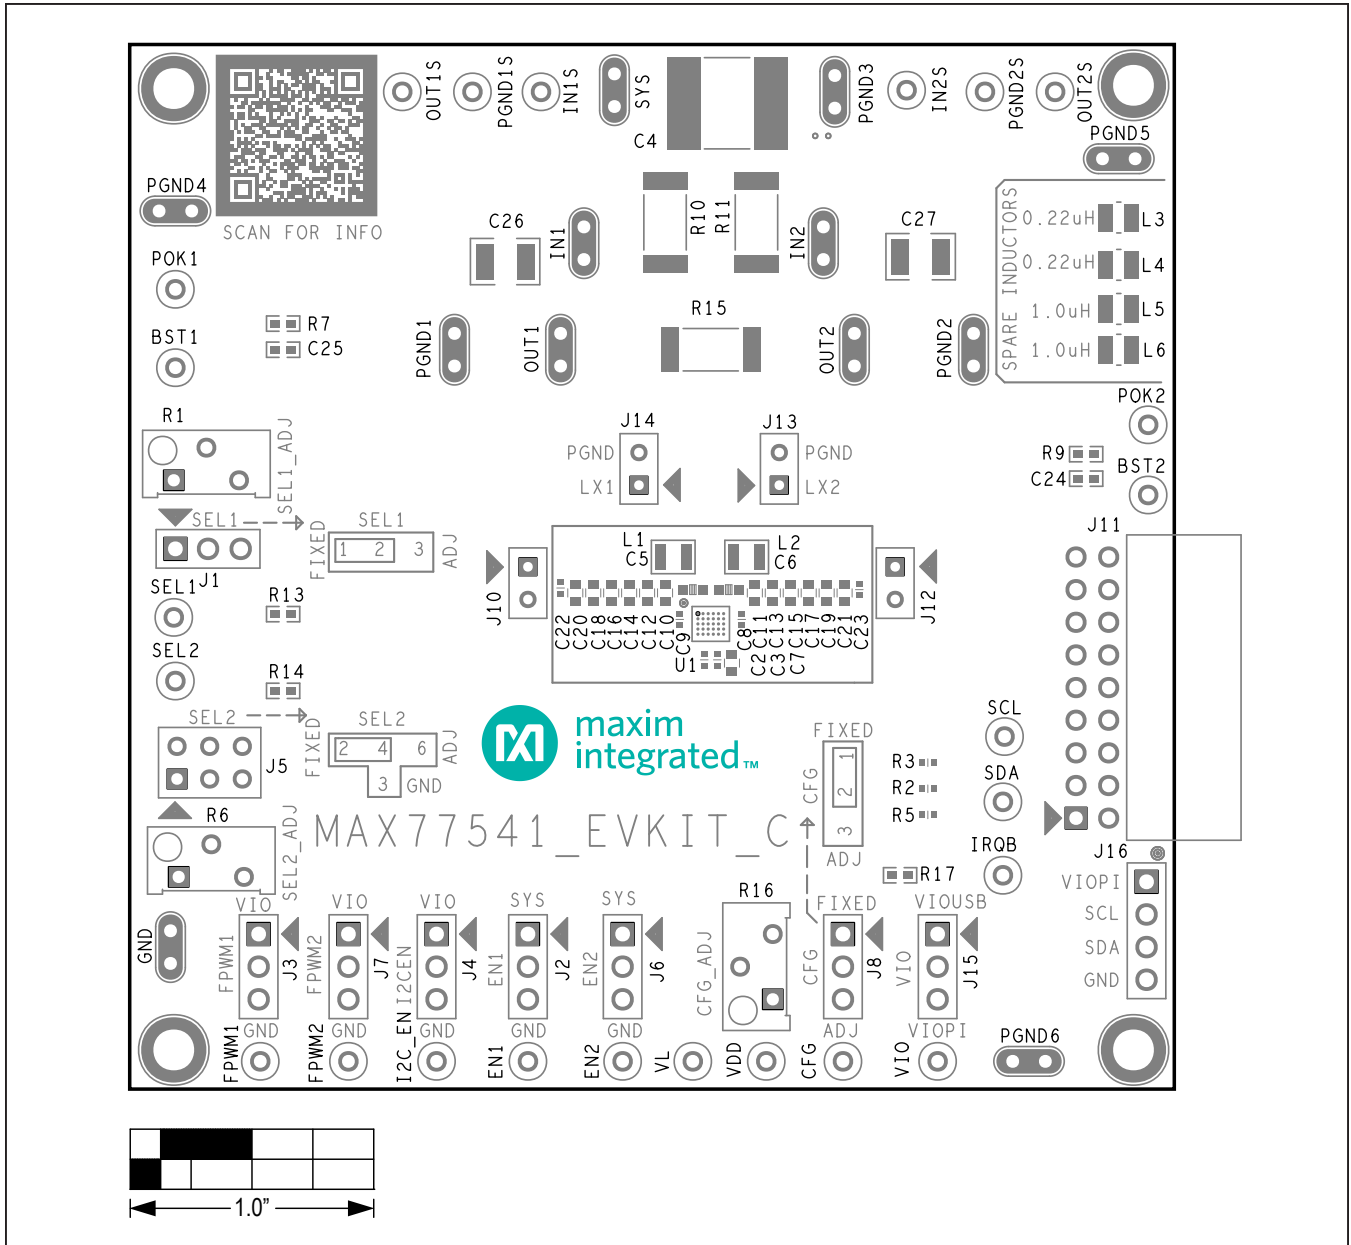 OUT1S
PGND1S
IN1S
SYS
C4
PGND3
IN2S
PGND2S
OUT2S
PGND5
PGND4
SCAN FOR INFO
C26
IN1
R10
R11
IN2
C27
SPARE INDUCTORS
0.22uH L3
0.22uH L4
1.0uH L5
1.0uH L6
POK1
BST1
R7
C25
PGND1
OUT1
R15
OUT2
PGND2
POK2
R1
SEL1_ADJ
J14
PGND
LX1
J13
PGND
LX2
R9
C24
BST2
SEL1
J1
FIXED
SEL1
1 2 3
ADJ
L1
C5
L2
C6
J10
J12
J11
SEL1
R13
C22
C20
C18
C16
C14
C12
C10
C9
U1
C8
C2
C11
C3
C13
C7
C15
C17
C19
C21
C23
SEL2
R14
SEL2
J5
FIXED
SEL2
2 4 6
ADJ
3 GND
maxim
integrated™
FIXED
CFG
1
2
3
ADJ
R3
R2
R5
SCL
SDA
IRQB
R6
SEL2_ADJ
MAX77541_EVKIT_C
R17
J16
VIOPI
SCL
SDA
GND
GND
VIO
FPWM1
J3
GND
FPWM1
VIO
FPWM2
J7
GND
FPWM2
VIO
I2CEN
J4
GND
I2C_EN
SYS
EN1
J2
GND
EN1
SYS
EN2
J6
GND
EN2
VL
R16
CFG_ADJ
VDD
FIXED
CFG
J8
ADJ
CFG
VIOUSB
VIO
J15
VIOPI
VIO
PGND6
1.0”